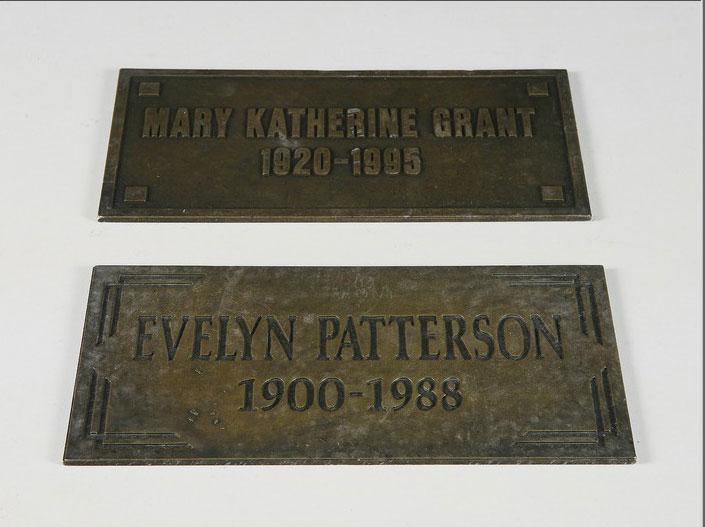 MARY KATHERINE GRANT
1920-1995
EVELYN PATTERSON
1900-1988